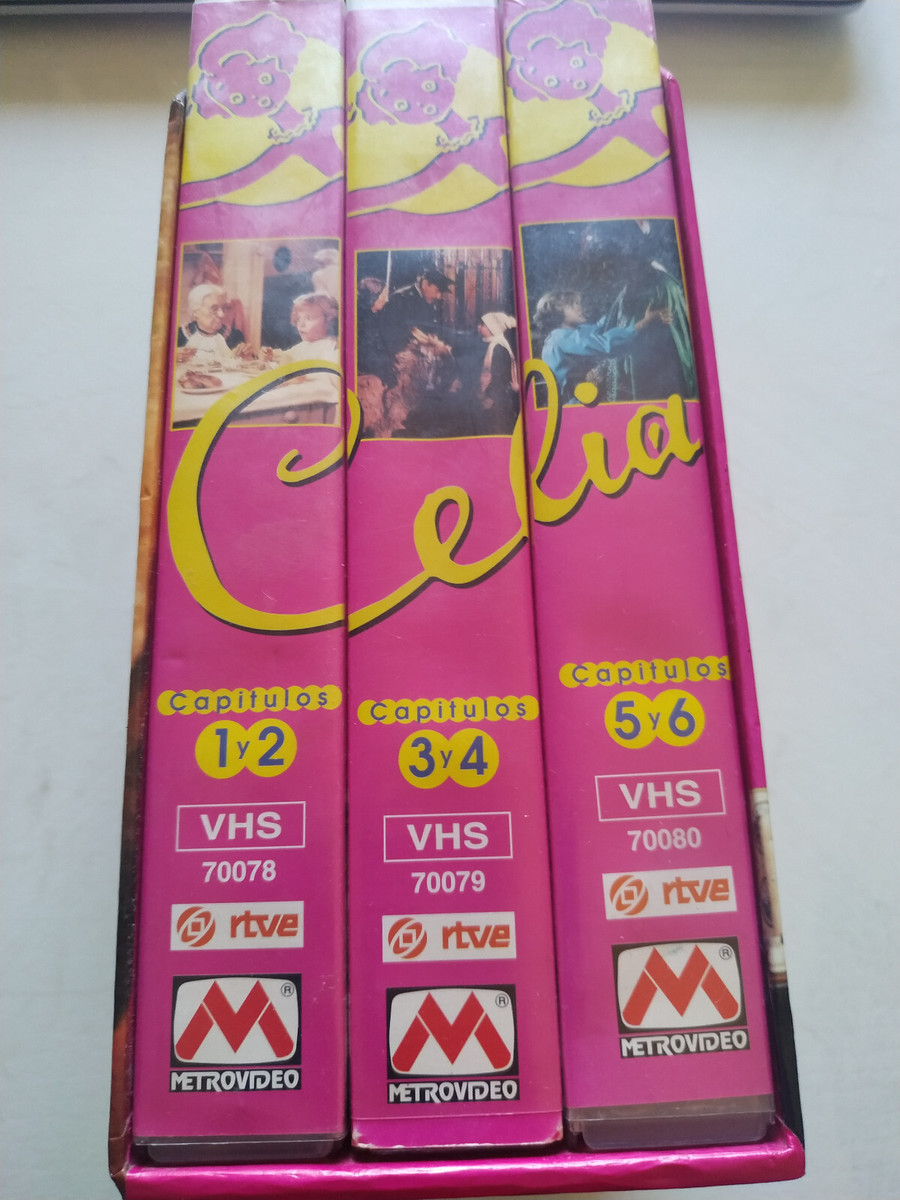 Celia
Capitulos
1 y 2
VHS
70078
rtve
M ®
METROVIDEO
Capitulos
3 y 4
VHS
70079
rtve
M ®
METROVIDEO
Capitulos
5 y 6
VHS
70080
rtve
M ®
METROVIDEO